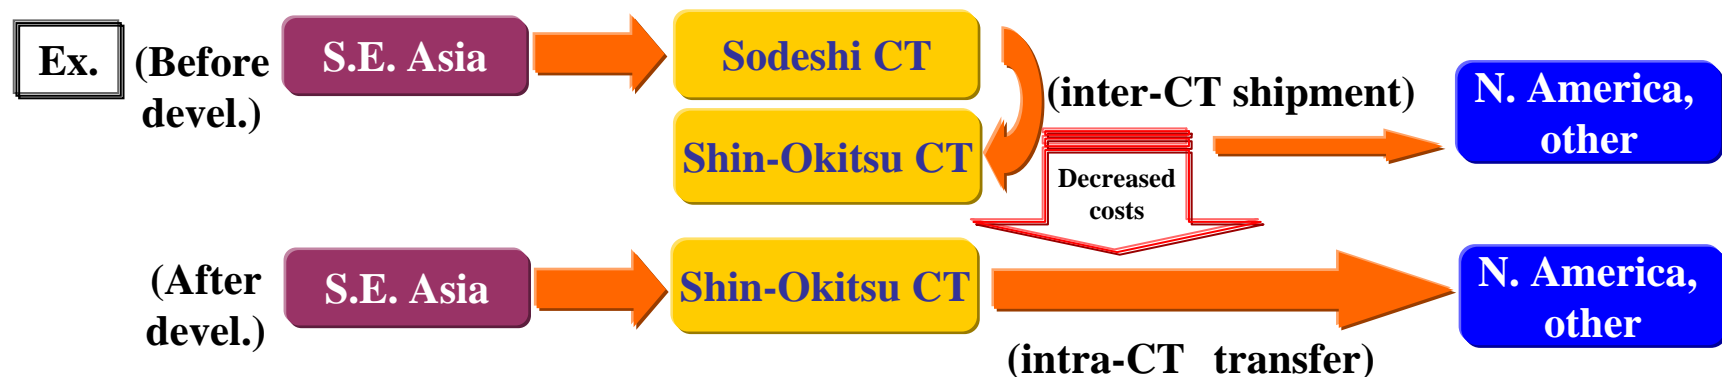 Ex.
(Before
devel.)
S.E. Asia
Sodeshi CT
Shin-Okitsu CT
(inter-CT shipment)
N. America,
other
Decreased
costs
(After
devel.)
S.E. Asia
Shin-Okitsu CT
(intra-CT transfer)
N. America,
other